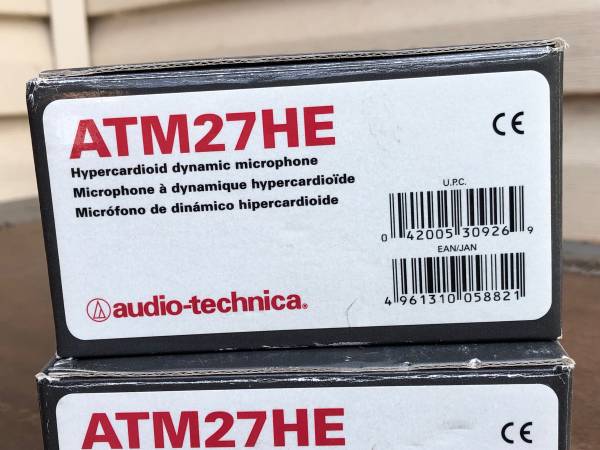 ATM27HE
CE
Hypercardioid dynamic microphone
Microphone à dynamique hypercardioïde
Micrófono de dinámico hipercardioide
U.P.C.
0 42005 30926 9
EAN/JAN
4 961310 058821
audio-technica®
ATM27HE
CE